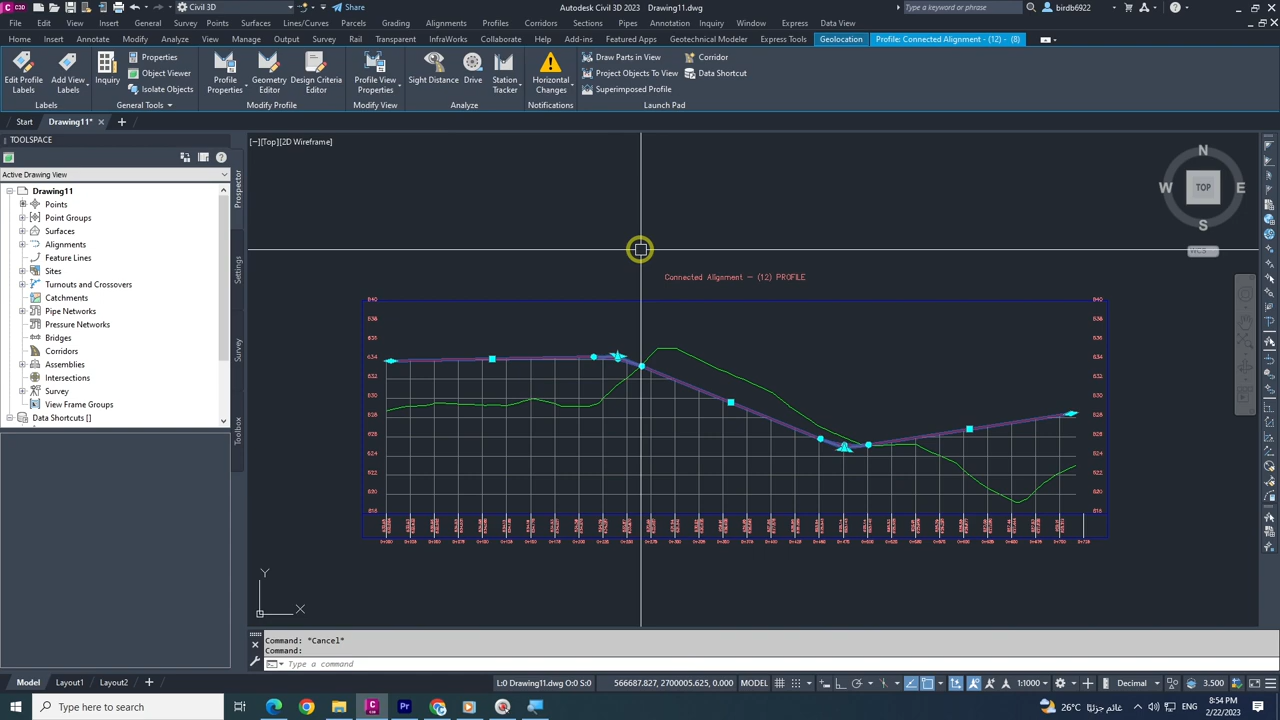 Civil 3D
Share
Autodesk Civil 3D 2023 Drawing11.dwg
Type a keyword or phrase
birdb6922
File Edit View Insert General Survey Points Surfaces Lines/Curves Parcels Grading Alignments Profiles Corridors Sections Pipes Annotation Inquiry Window Express Data View
Home Insert Annotate Modify Analyze View Manage Output Survey Rail Transparent InfraWorks Collaborate Help Add-ins Featured Apps Geotechnical Modeler Express Tools Geolocation Profile: Connected Alignment - (12) - (8)
Edit Profile Labels
Add View Labels
Inquiry
Properties
Object Viewer
Isolate Objects
Profile Properties
Geometry Editor
Design Criteria Editor
Profile View Properties
Sight Distance
Drive
Station Tracker
Horizontal Changes
Draw Parts in View
Project Objects To View
Superimposed Profile
Corridor
Data Shortcut
Labels General Tools Modify Profile Modify View Analyze Notifications Launch Pad
Start Drawing11*
TOOLSPACE
Active Drawing View
Drawing11
Points
Point Groups
Surfaces
Alignments
Feature Lines
Sites
Turnouts and Crossovers
Catchments
Pipe Networks
Pressure Networks
Bridges
Corridors
Assemblies
Intersections
Survey
View Frame Groups
Data Shortcuts []
Prospector
Settings
Survey
Toolbox
[−][Top][2D Wireframe]
N
W TOP E
S
WCS
Connected Alignment – (12) PROFILE
Y
X
Command: *Cancel*
Command:
Type a command
Model Layout1 Layout2
L:0 Drawing11.dwg O:0 S:0
566687.827, 2700005.635, 0.000 MODEL
1:1000
Decimal
3.500
Type here to search
26°C غائم جزئيا
ENG
8:54 PM
2/22/2023